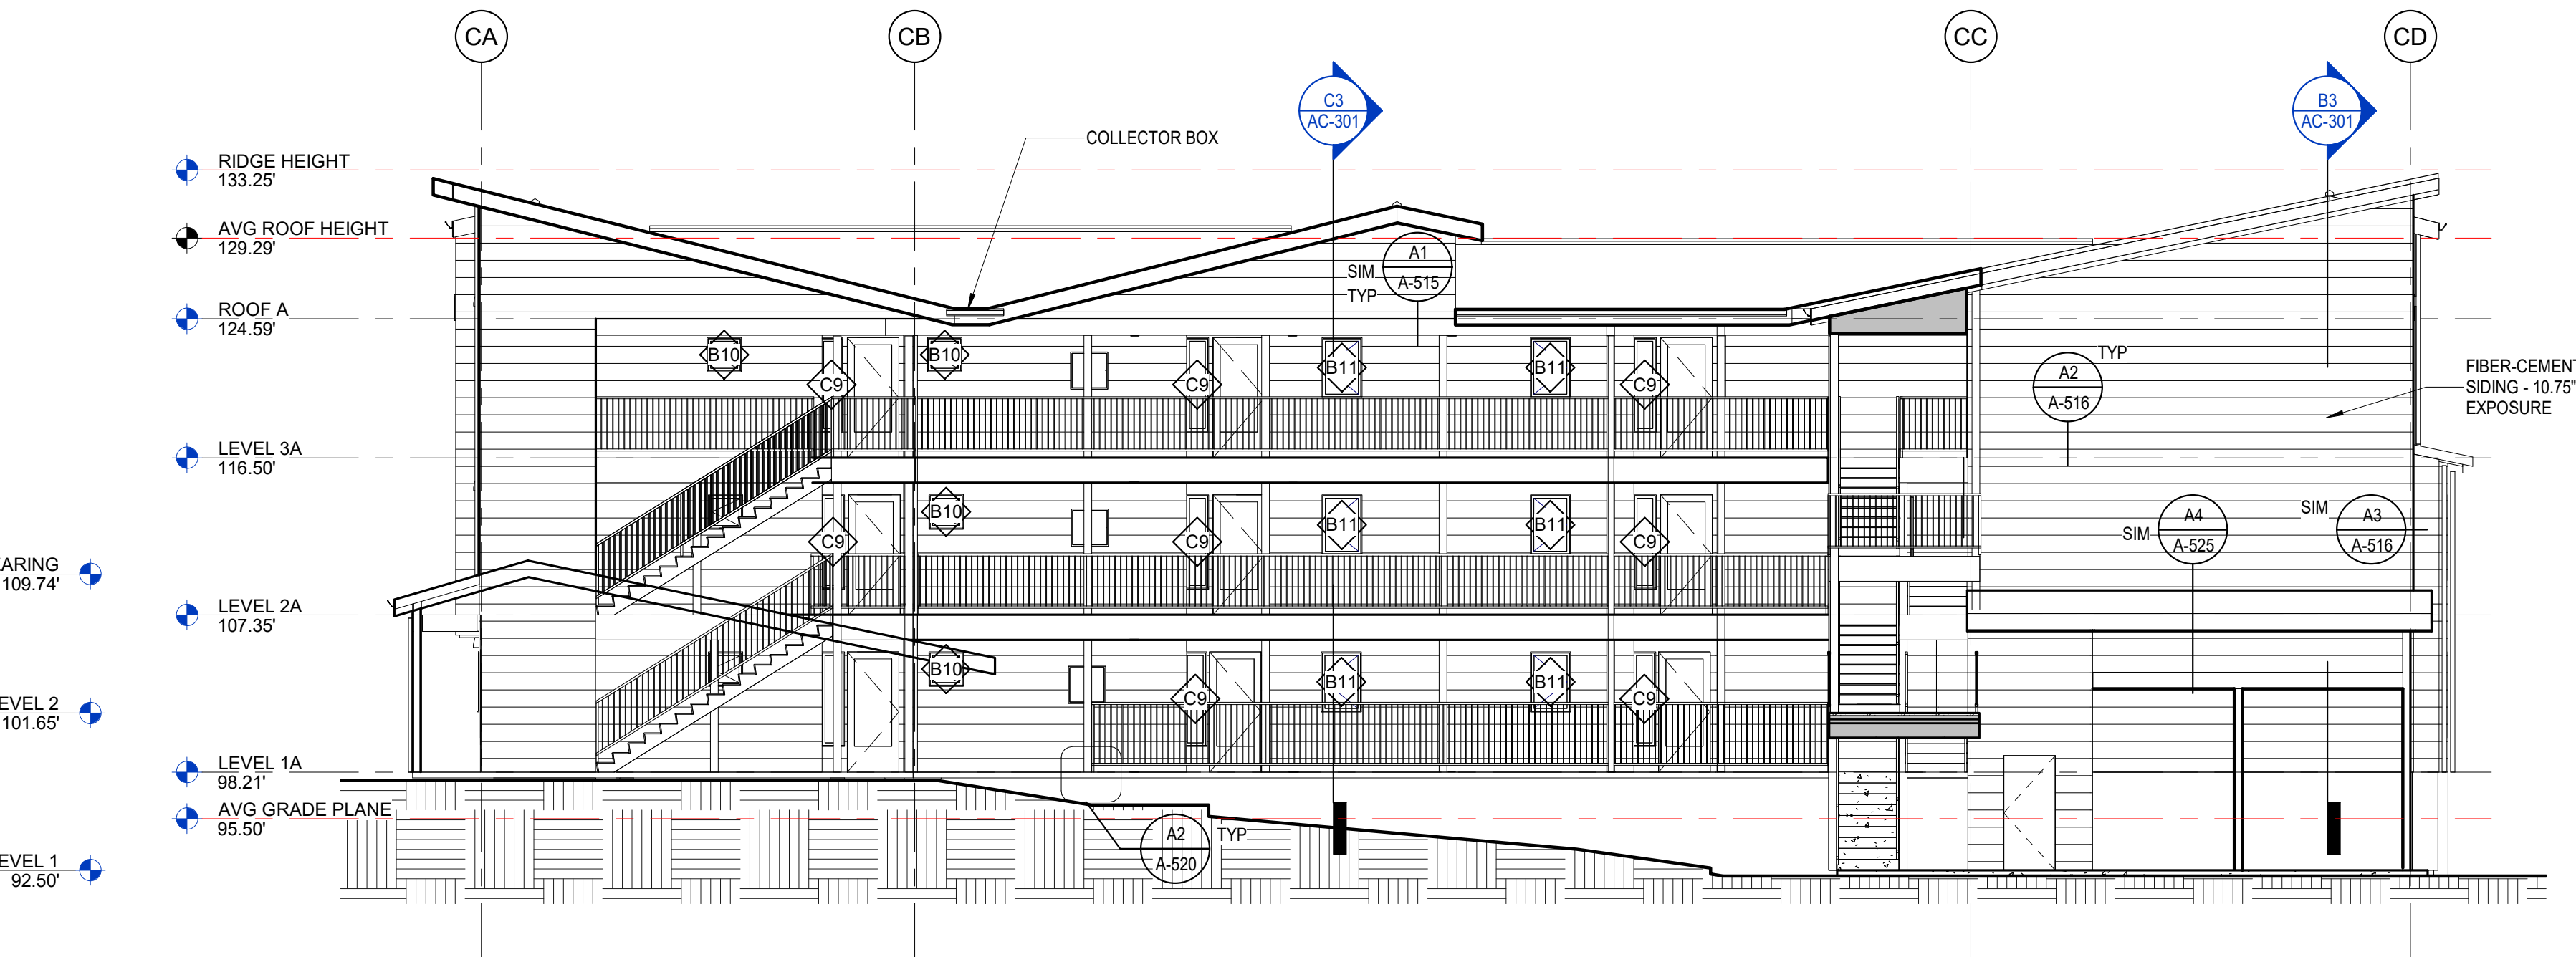 CA
CB
CC
CD
C3
AC-301
B3
AC-301
COLLECTOR BOX
RIDGE HEIGHT
133.25'
AVG ROOF HEIGHT
129.29'
A1
A-515
SIM
TYP
ROOF A
124.59'
B10
B10
B11
B11
C9
C9
C9
TYP
A2
A-516
FIBER-CEMENT
SIDING - 10.75"
EXPOSURE
LEVEL 3A
116.50'
B10
B11
B11
C9
C9
C9
SIM
A4
A-525
SIM
A3
A-516
EARING
109.74'
LEVEL 2A
107.35'
B10
B11
B11
C9
C9
EVEL 2
101.65'
LEVEL 1A
98.21'
AVG GRADE PLANE
95.50'
A2
A-520
TYP
EVEL 1
92.50'